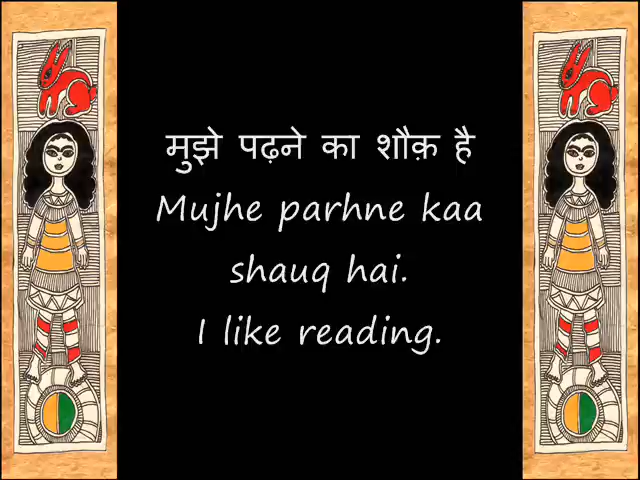 मुझे पढ़ने का शौक़ है
Mujhe parhne kaa
shauq hai.
I like reading.